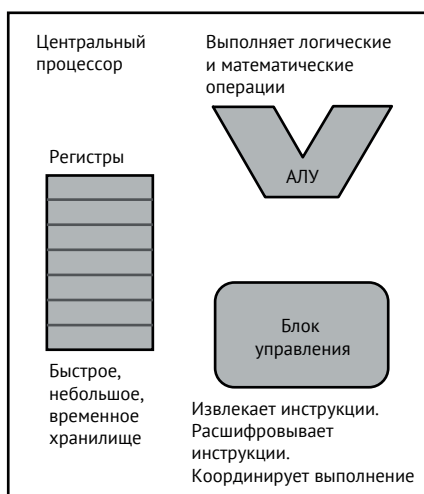 Центральный
процессор
Выполняет логические
и математические
операции
АЛУ
Регистры
Быстрое,
небольшое,
временное
хранилище
Блок
управления
Извлекает инструкции.
Расшифровывает
инструкции.
Координирует выполнение